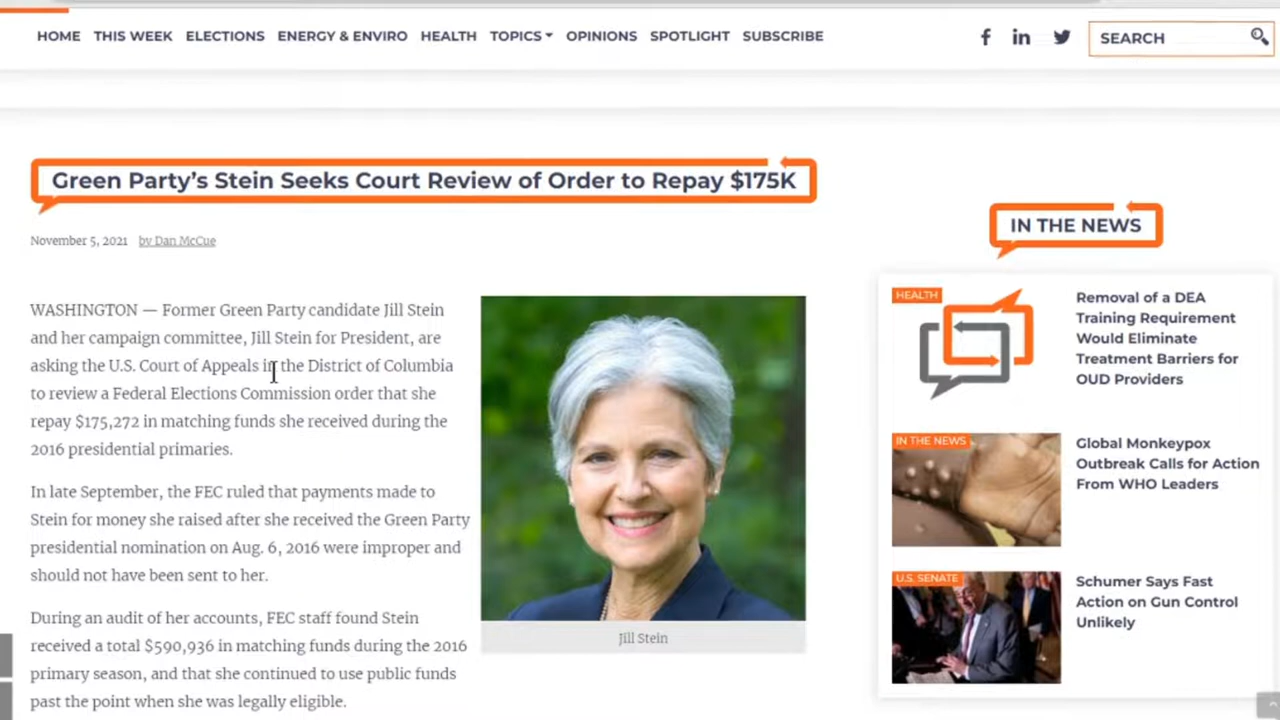 HOME THIS WEEK ELECTIONS ENERGY & ENVIRO HEALTH TOPICS OPINIONS SPOTLIGHT SUBSCRIBE
SEARCH
Green Party's Stein Seeks Court Review of Order to Repay $175K
November 5, 2021 by Dan McCue
WASHINGTON — Former Green Party candidate Jill Stein
and her campaign committee, Jill Stein for President, are
asking the U.S. Court of Appeals in the District of Columbia
to review a Federal Elections Commission order that she
repay $175,272 in matching funds she received during the
2016 presidential primaries.
In late September, the FEC ruled that payments made to
Stein for money she raised after she received the Green Party
presidential nomination on Aug. 6, 2016 were improper and
should not have been sent to her.
During an audit of her accounts, FEC staff found Stein
received a total $590,936 in matching funds during the 2016
primary season, and that she continued to use public funds
past the point when she was legally eligible.
Jill Stein
IN THE NEWS
HEALTH
Removal of a DEA
Training Requirement
Would Eliminate
Treatment Barriers for
OUD Providers
IN THE NEWS
Global Monkeypox
Outbreak Calls for Action
From WHO Leaders
U.S. SENATE
Schumer Says Fast
Action on Gun Control
Unlikely